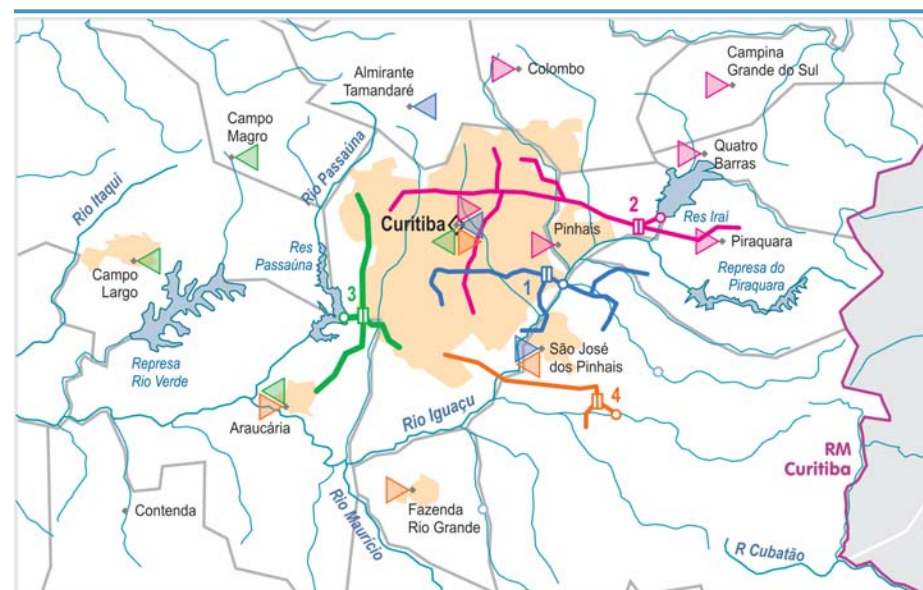 Campina
Grande do Sul
Colombo
Almirante
Tamandaré
Campo
Magro
Rio Passaúna
Quatro
Barras
Rio Itaqui
2
Res Iraí
Curitiba
Pinhais
Piraquara
Res
Passaúna
Campo
Largo
Represa do
Piraquara
1
3
Represa
Rio Verde
São José
dos Pinhais
4
Rio Iguaçu
Araucária
RM
Curitiba
Contenda
Rio Maurício
Fazenda
Rio Grande
R Cubatão